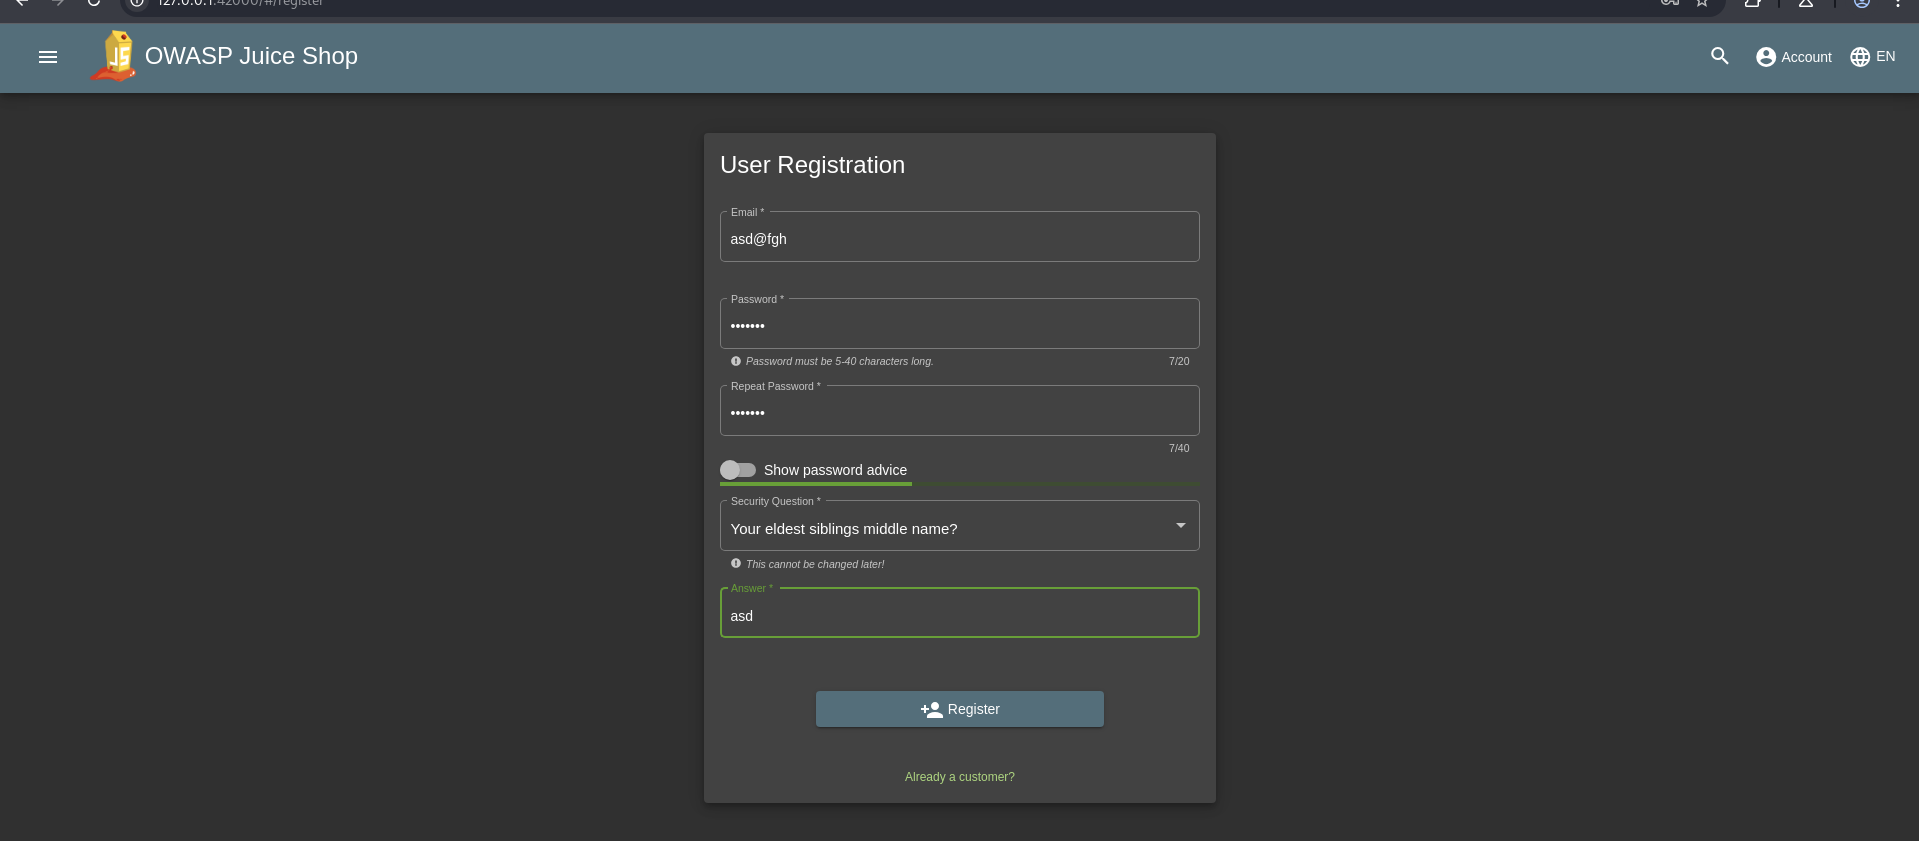 127.0.0.1:42000/#/register
OWASP Juice Shop
Account
EN
User Registration
Email *
asd@fgh
Password *
•••••••
Password must be 5-40 characters long.
7/20
Repeat Password *
•••••••
7/40
Show password advice
Security Question *
Your eldest siblings middle name?
This cannot be changed later!
Answer *
asd
Register
Already a customer?